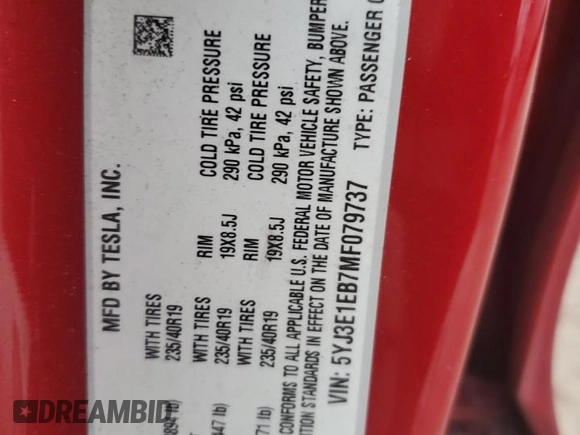 MFD BY TESLA, INC.
WITH TIRES RIM COLD TIRE PRESSURE
235/40R19 19X8.5J 290 kPa, 42 psi
WITH TIRES RIM COLD TIRE PRESSURE
235/40R19 19X8.5J 290 kPa, 42 psi
CONFORMS TO ALL APPLICABLE U.S. FEDERAL MOTOR VEHICLE SAFETY, BUMPER
STANDARDS IN EFFECT ON THE DATE OF MANUFACTURE SHOWN ABOVE.
VIN: 5YJ3E1EB7MF079737 TYPE: PASSENGER
AUTOBIDMASTER